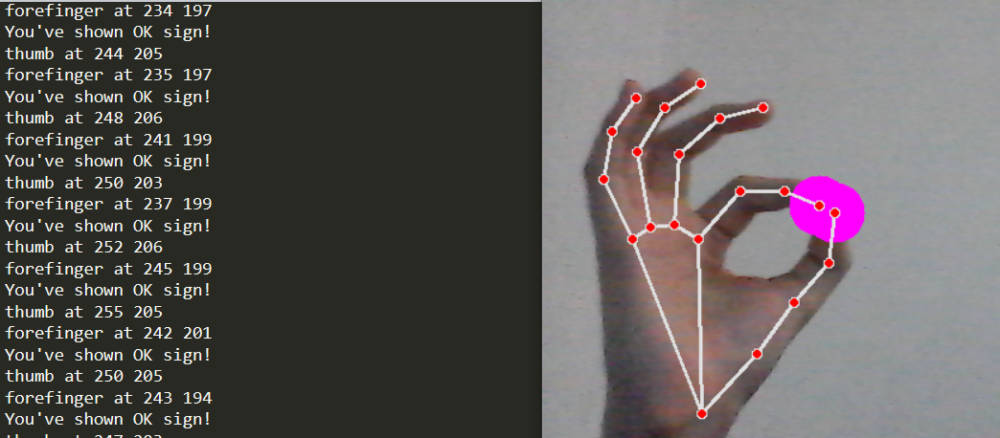 forefinger at 234 197
You've shown OK sign!
thumb at 244 205
forefinger at 235 197
You've shown OK sign!
thumb at 248 206
forefinger at 241 199
You've shown OK sign!
thumb at 250 203
forefinger at 237 199
You've shown OK sign!
thumb at 252 206
forefinger at 245 199
You've shown OK sign!
thumb at 255 205
forefinger at 242 201
You've shown OK sign!
thumb at 250 205
forefinger at 243 194
You've shown OK sign!